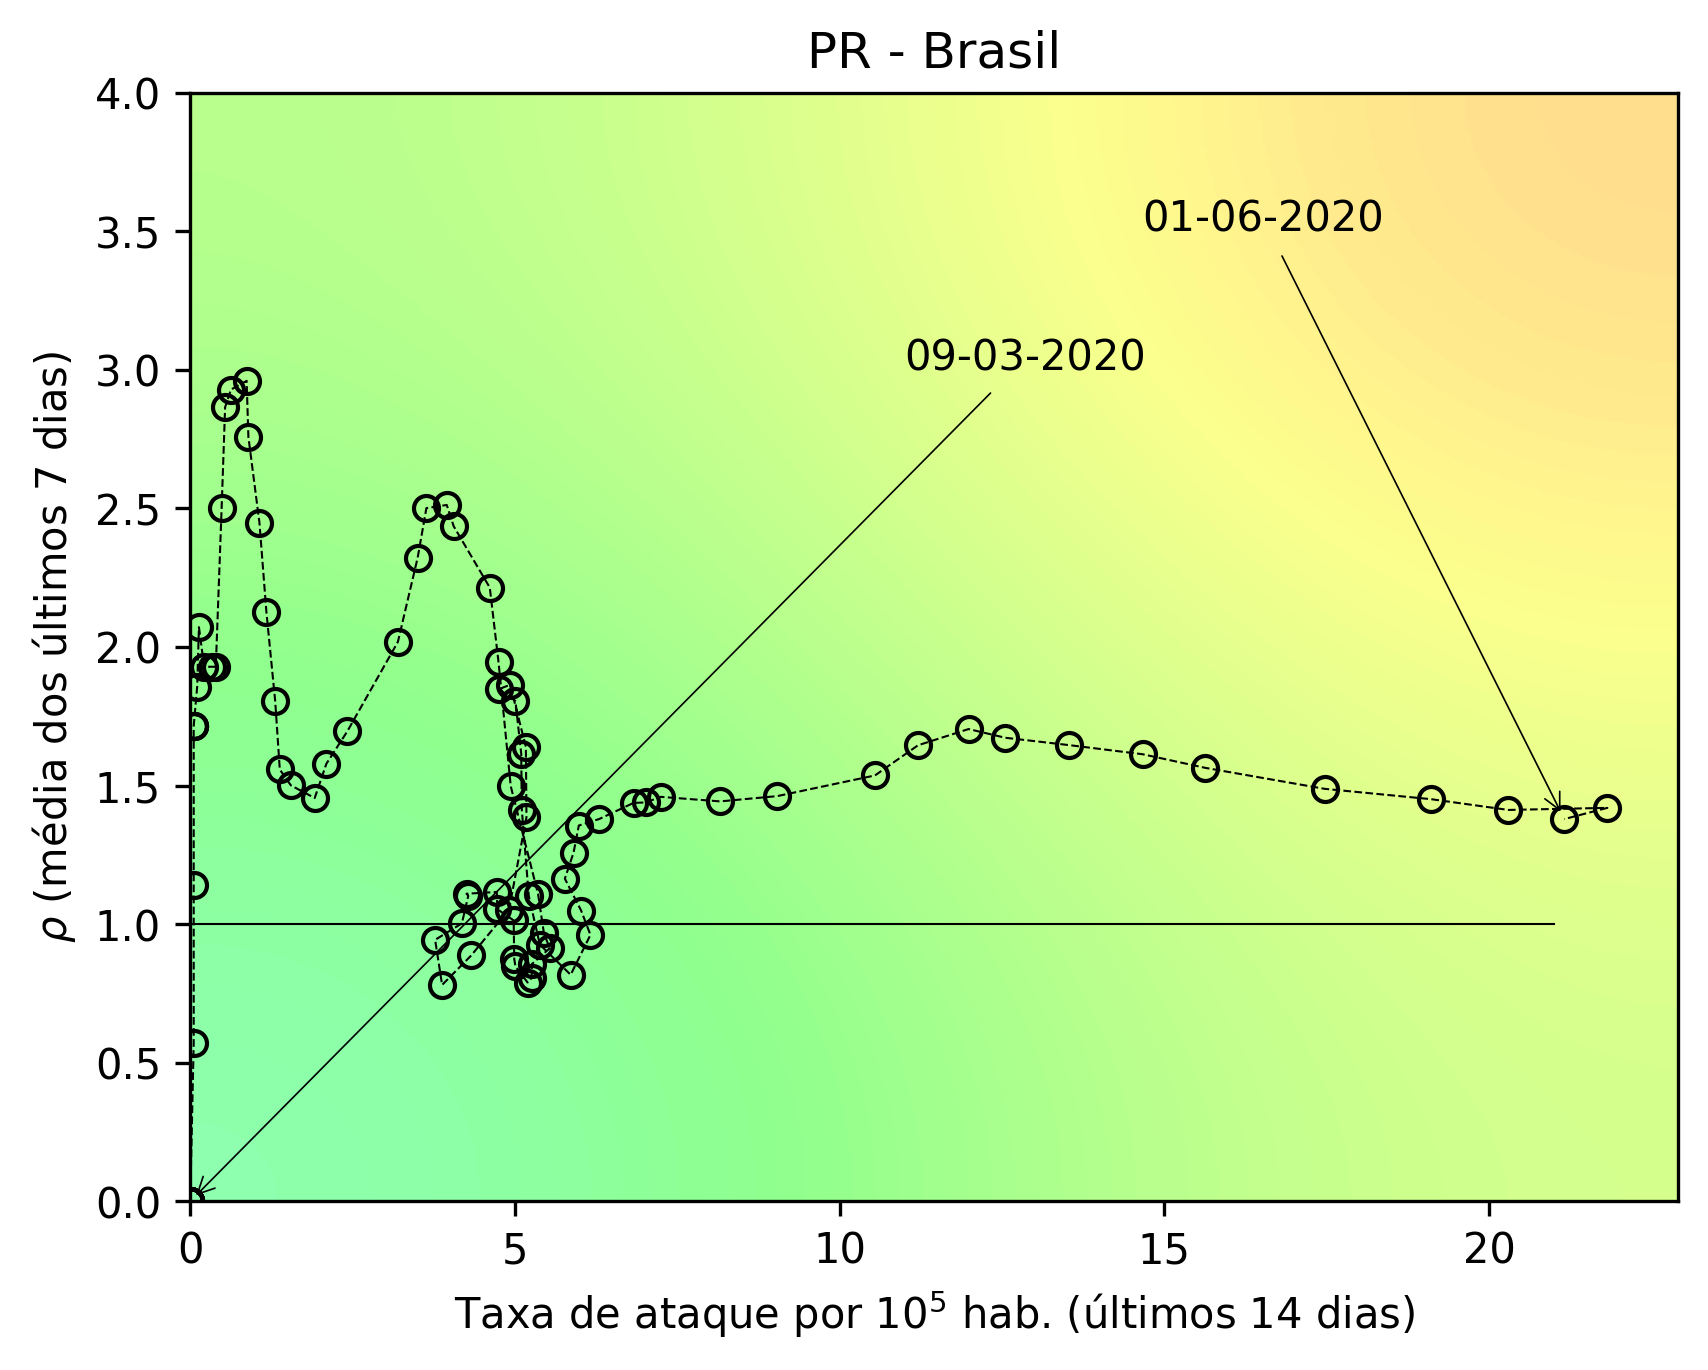 PR - Brasil
4.0
3.5
3.0
2.5
2.0
1.5
1.0
0.5
0.0
ρ (média dos últimos 7 dias)
01-06-2020
09-03-2020
0 5 10 15 20
Taxa de ataque por 10⁵ hab. (últimos 14 dias)